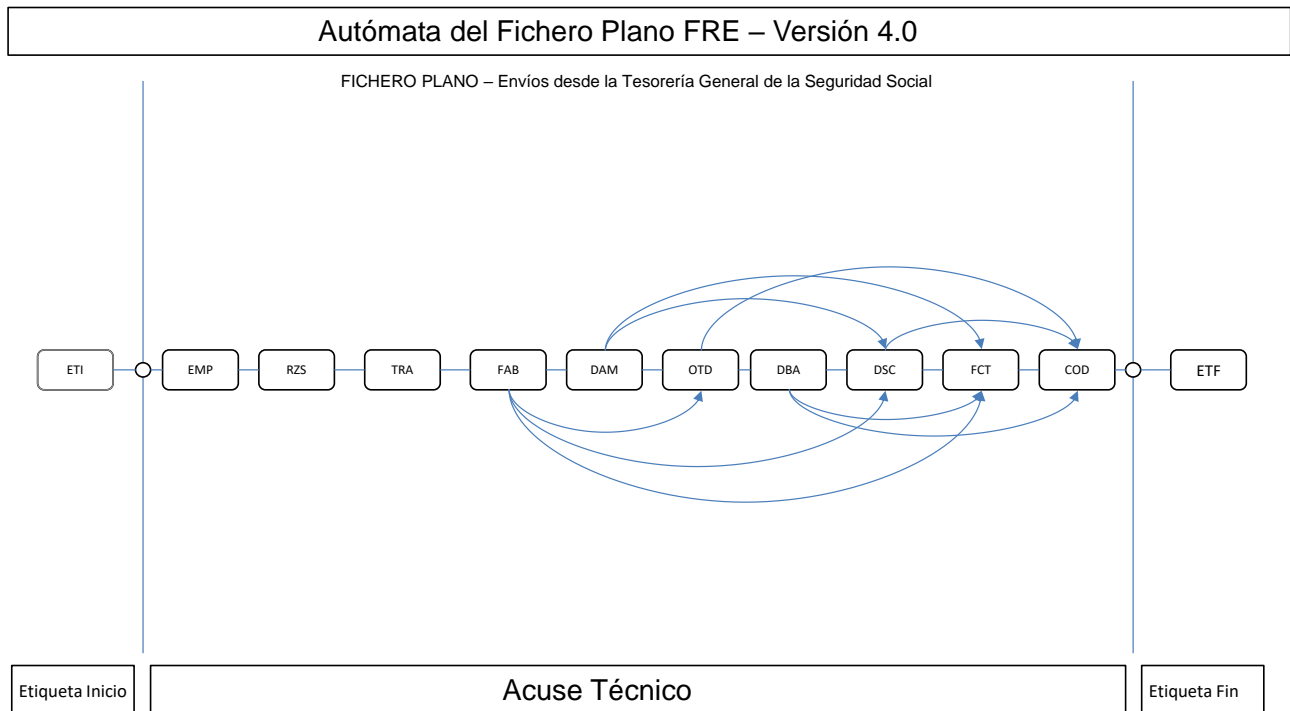 Autómata del Fichero Plano FRE – Versión 4.0
FICHERO PLANO – Envíos desde la Tesorería General de la Seguridad Social
ETI
EMP
RZS
TRA
FAB
DAM
OTD
DBA
DSC
FCT
COD
ETF
Etiqueta Inicio
Acuse Técnico
Etiqueta Fin